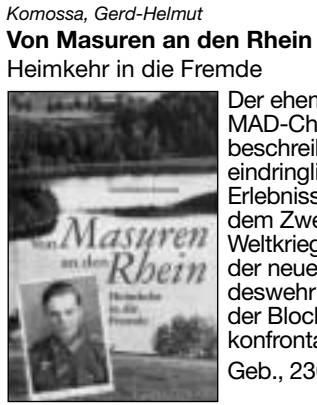 Komossa, Gerd-Helmut
Von Masuren an den Rhein
Heimkehr in die Fremde
Der ehem
MAD-Ch
beschreib
eindringli
Erlebniss
dem Zwe
Weltkrieg
der neue
deswehr
der Block
konfronta
Geb., 230
von Masuren
an den Rhein
Heimkehr
in die
Fremde